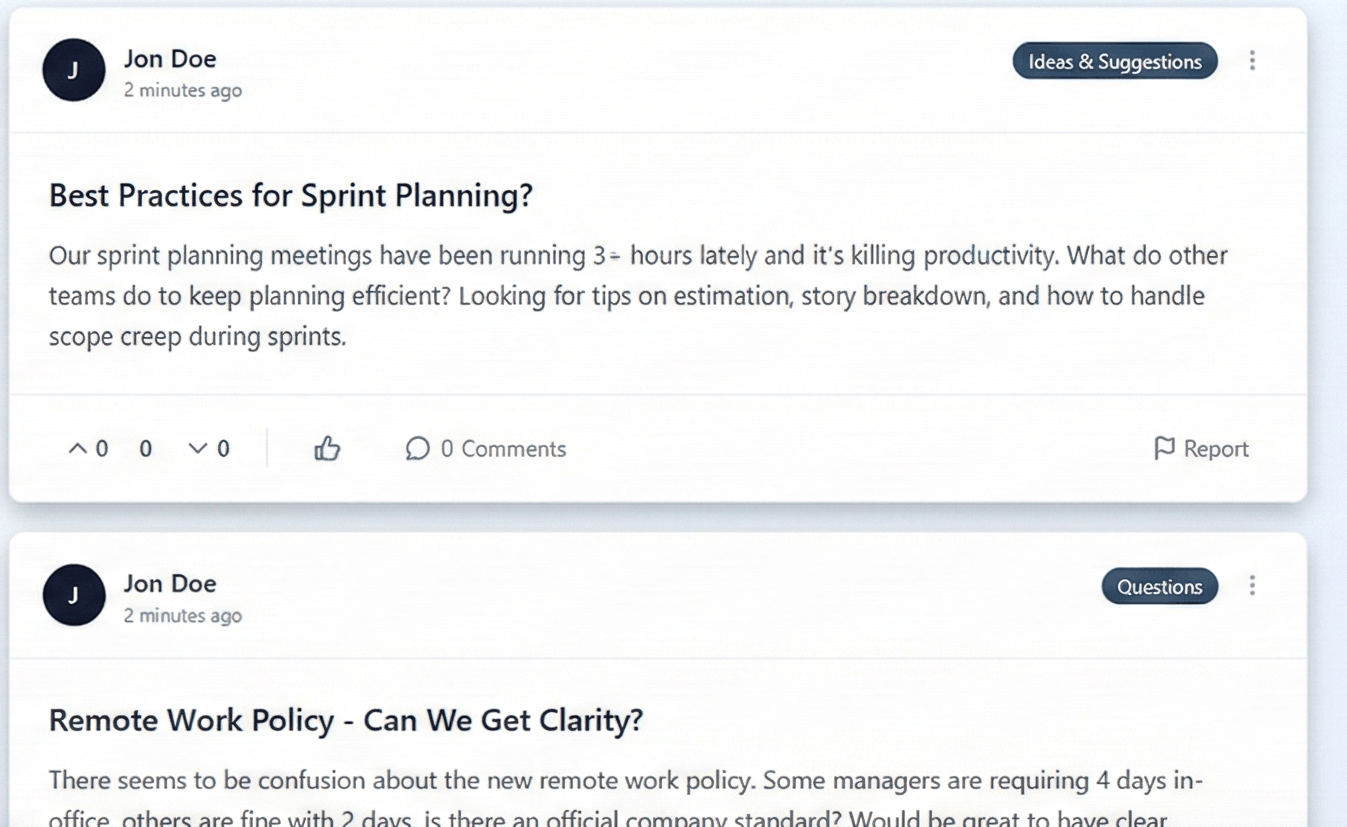 J
Jon Doe
2 minutes ago
Ideas & Suggestions
Best Practices for Sprint Planning?
Our sprint planning meetings have been running 3 hours lately and it's killing productivity. What do other
teams do to keep planning efficient? Looking for tips on estimation, story breakdown, and how to handle
scope creep during sprints.
0 0 0 0 Comments Report
J
Jon Doe
2 minutes ago
Questions
Remote Work Policy - Can We Get Clarity?
There seems to be confusion about the new remote work policy. Some managers are requiring 4 days in-
office, others are fine with 2 days, is there an official company standard? Would be great to have clear